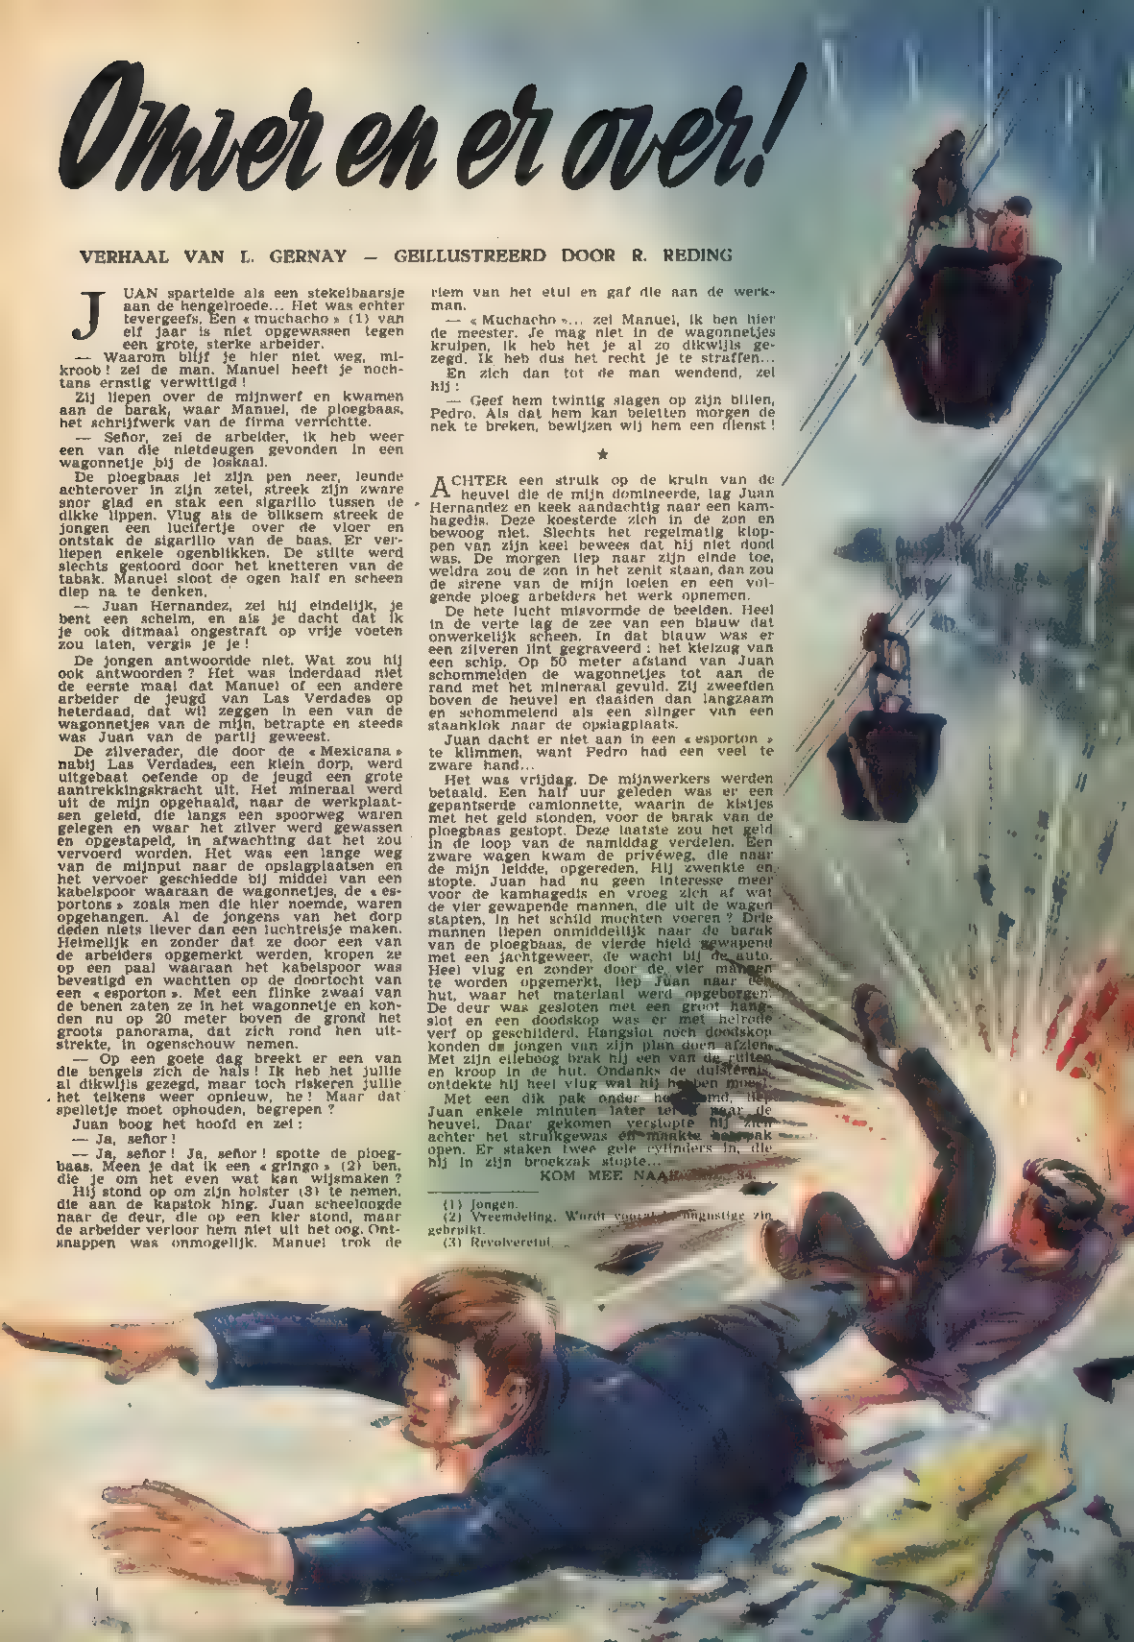 Omver en er over!
VERHAAL VAN L. GERNAY — GEILLUSTREERD DOOR R. REDING
JUAN spartelde als een stekelbaarsje
aan de hengelroede... Het was echter
tevergeefs. Een « muchacho » (1) van
elf jaar is niet opgewassen tegen
een grote, sterke arbeider.
— Waarom blijf je hier niet weg, mi-
kroob ! zei de man. Manuel heeft je noch-
tans ernstig verwittigd !
Zij liepen over de mijnwerf en kwamen
aan de barak, waar Manuel, de ploegbaas,
het schrijfwerk van de firma verrichtte.
— Señor, zei de arbeider, ik heb weer
een van die nietdeugen gevonden in een
wagonnetje bij de loskaai.
De ploegbaas lei zijn pen neer, leunde
achterover in zijn zetel, streek zijn zware
snor glad en stak een sigarillo tussen de
dikke lippen. Vlug als de bliksem streek de
jongen een lucifertje over de vloer en
ontstak de sigarillo van de baas. Er ver-
liepen enkele ogenblikken. De stilte werd
slechts gestoord door het knetteren van de
tabak. Manuel sloot de ogen half en scheen
diep na te denken.
— Juan Hernandez, zei hij eindelijk, je
bent een schelm, en als je dacht dat ik
je ook ditmaal ongestraft op vrije voeten
zou laten, vergis je je !
De jongen antwoordde niet. Wat zou hij
ook antwoorden ? Het was inderdaad niet
de eerste maal dat Manuel of een andere
arbeider de jeugd van Las Verdades op
heterdaad, dat wil zeggen in een van de
wagonnetjes van de mijn, betrapte en steeds
was Juan van de partij geweest.
De zilverader, die door de « Mexicana »
nabij Las Verdades, een klein dorp, werd
uitgebaat oefende op de jeugd een grote
aantrekkingskracht uit. Het mineraal werd
uit de mijn opgehaald, naar de werkplaat-
sen geleid, die langs een spoorweg waren
gelegen en waar het zilver werd gewassen
en opgestapeld, in afwachting dat het zou
vervoerd worden. Het was een lange weg
van de mijnput naar de opslagplaatsen en
het vervoer geschiedde bij middel van een
kabelspoor waaraan de wagonnetjes, de « es-
portons » zoals men die hier noemde, waren
opgehangen. Al de jongens van het dorp
deden niets liever dan een luchtreisje maken.
Heimelijk en zonder dat ze door een van
de arbeiders opgemerkt werden, kropen ze
op een paal waaraan het kabelspoor was
bevestigd en wachtten op de doortocht van
een « esporton ». Met een flinke zwaai van
de benen zaten ze in het wagonnetje en kon-
den nu op 20 meter boven de grond het
groots panorama, dat zich rond hen uit-
strekte, in ogenschouw nemen.
— Op een goeie dag breekt er een van
die bengels zich de hals ! Ik heb het jullie
al dikwijls gezegd, maar toch riskeren jullie
het telkens weer opnieuw, he ! Maar dat
spelletje moet ophouden, begrepen ?
Juan boog het hoofd en zei :
— Ja, señor !
— Ja, señor ! Ja, señor ! spotte de ploeg-
baas. Meen je dat ik een « gringo » (2) ben,
die je om het even wat kan wijsmaken ?
Hij stond op om zijn holster (3) te nemen,
die aan de kapstok hing. Juan scheeloogde
naar de deur, die op een kier stond, maar
de arbeider verloor hem niet uit het oog. Ont-
snappen was onmogelijk. Manuel trok de
riem van het etui en gaf die aan de werk-
man.
— « Muchacho »... zei Manuel, ik ben hier
de meester. Je mag niet in de wagonnetjes
kruipen, ik heb het je al zo dikwijls ge-
zegd. Ik heb dus het recht je te straffen...
En zich dan tot de man wendend, zei
hij :
— Geef hem twintig slagen op zijn billen,
Pedro. Als dat hem kan beletten morgen de
nek te breken, bewijzen wij hem een dienst !
★
ACHTER een struik op de kruin van de
heuvel die de mijn domineerde, lag Juan
Hernandez en keek aandachtig naar een kam-
hagedis. Deze koesterde zich in de zon en
bewoog niet. Slechts het regelmatig klop-
pen van zijn keel bewees dat hij niet dood
was. De morgen liep naar zijn einde toe,
weldra zou de zon in het zenit staan, dan zou
de sirene van de mijn loeien en een vol-
gende ploeg arbeiders het werk opnemen.
De hete lucht misvormde de beelden. Heel
in de verte lag de zee van een blauw dat
onwerkelijk scheen. In dat blauw was er
een zilveren lint gegraveerd : het kielzog van
een schip. Op 50 meter afstand van Juan
schommelden de wagonnetjes tot aan de
rand met het mineraal gevuld. Zij zweefden
boven de heuvel en daalden dan langzaam
en schommelend als een slinger van een
staanklok naar de opslagplaats.
Juan dacht er niet aan in een « esporton »
te klimmen, want Pedro had een veel te
zware hand...
Het was vrijdag. De mijnwerkers werden
betaald. Een half uur geleden was er een
gepantserde camionnette, waarin de kistjes
met het geld stonden, voor de barak van de
ploegbaas gestopt. Deze laatste zou het geld
in de loop van de namiddag verdelen. Een
zware wagen kwam de privéweg, die naar
de mijn leidde, opgereden. Hij zwenkte en
stopte. Juan had nu geen interesse meer
voor de kamhagedis en vroeg zich af wat
de vier gewapende mannen, die uit de wagen
stapten, in het schild mochten voeren ? Drie
mannen liepen onmiddellijk naar de barak
van de ploegbaas, de vierde hield gewapend
met een jachtgeweer, de wacht bij de auto.
Heel vlug en zonder door de vier mannen
te worden opgemerkt, liep Juan naar een
hut, waar het materiaal werd opgeborgen.
De deur was gesloten met een groot hang-
slot en een doodskop was er met helrode
verf op geschilderd. Hangslot noch doodskop
konden de jongen van zijn plan doen afzien.
Met zijn elleboog brak hij een van de ruiten
en kroop in de hut. Ondanks de duisternis,
ontdekte hij heel vlug wat hij hebben moest.
Met een dik pak onder liep
Juan enkele minuten later naar de
heuvel. Daar gekomen verstopte hij zich
achter het struikgewas en maakte het pak
open. Er staken twee gele cylinders in, die
hij in zijn broekzak stopte...
KOM MEE NAAR 34.
(1) Jongen.
(2) Vreemdeling. Wordt ongunstige zin
gebruikt.
(3) Revolveretui.